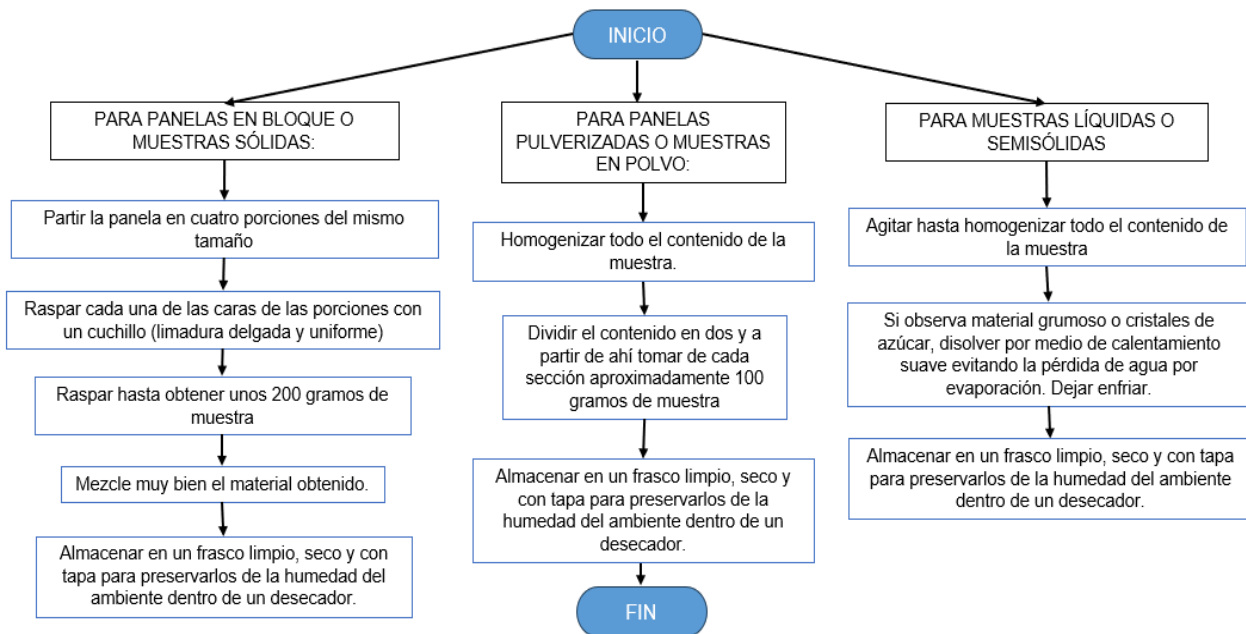 INICIO
PARA PANELAS EN BLOQUE O
MUESTRAS SÓLIDAS:
Partir la panela en cuatro porciones del mismo
tamaño
Raspar cada una de las caras de las porciones con
un cuchillo (limadura delgada y uniforme)
Raspar hasta obtener unos 200 gramos de
muestra
Mezcle muy bien el material obtenido.
Almacenar en un frasco limpio, seco y con
tapa para preservarlos de la humedad del
ambiente dentro de un desecador.
PARA PANELAS
PULVERIZADAS O MUESTRAS
EN POLVO:
Homogenizar todo el contenido de la
muestra.
Dividir el contenido en dos y a
partir de ahí tomar de cada
sección aproximadamente 100
gramos de muestra
Almacenar en un frasco limpio, seco y
con tapa para preservarlos de la
humedad del ambiente dentro de un
desecador.
FIN
PARA MUESTRAS LÍQUIDAS O
SEMISÓLIDAS
Agitar hasta homogenizar todo el contenido de
la muestra
Si observa material grumoso o cristales de
azúcar, disolver por medio de calentamiento
suave evitando la pérdida de agua por
evaporación. Dejar enfriar.
Almacenar en un frasco limpio, seco y con tapa
para preservarlos de la humedad del ambiente
dentro de un desecador.